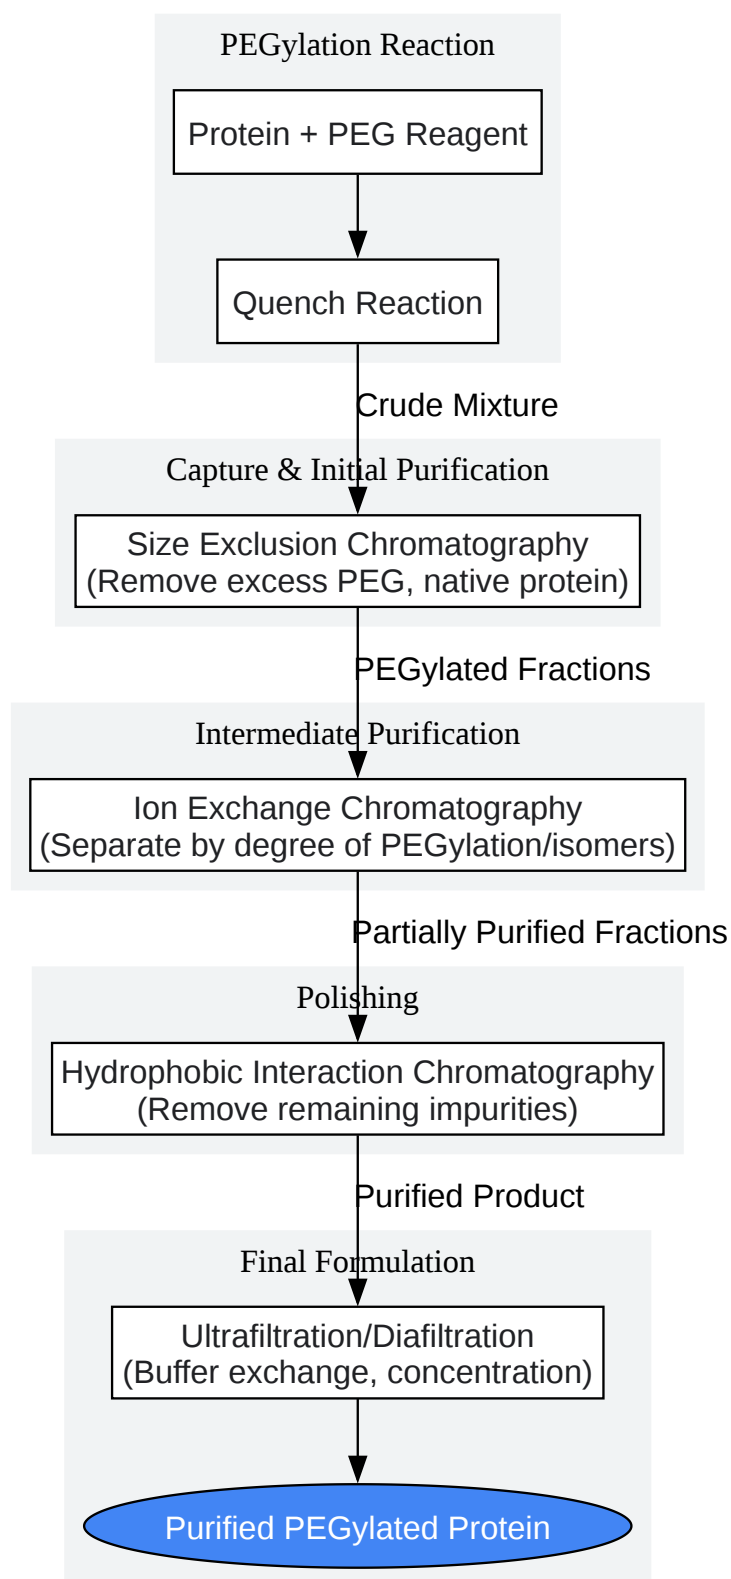 PEGylation Reaction
Protein + PEG Reagent
Quench Reaction
Crude Mixture
Capture & Initial Purification
Size Exclusion Chromatography
(Remove excess PEG, native protein)
PEGylated Fractions
Intermediate Purification
Ion Exchange Chromatography
(Separate by degree of PEGylation/isomers)
Partially Purified Fractions
Polishing
Hydrophobic Interaction Chromatography
(Remove remaining impurities)
Purified Product
Final Formulation
Ultrafiltration/Diafiltration
(Buffer exchange, concentration)
Purified PEGylated Protein